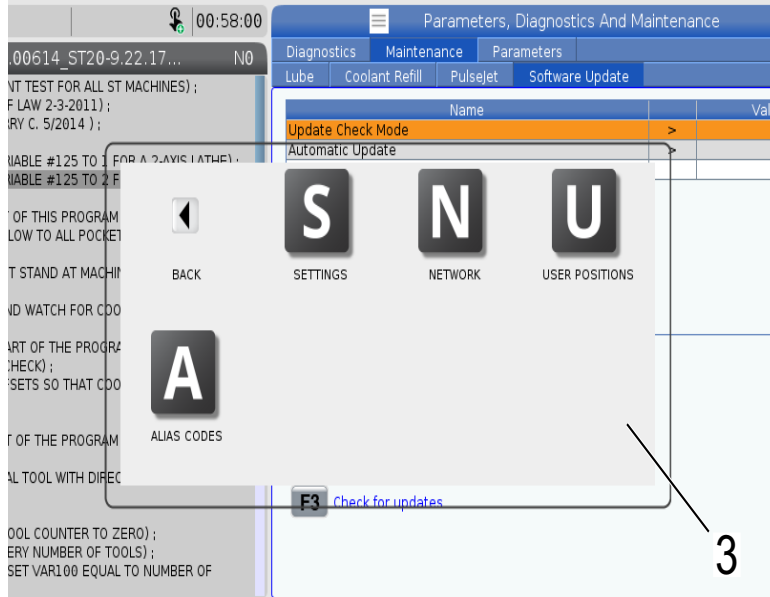 00:58:00
.00614_ST20-9.22.17... N0
NT TEST FOR ALL ST MACHINES) ;
F LAW 2-3-2011) ;
RRY C. 5/2014 ) ;
RIABLE #125 TO 1 FOR A 2-AXIS LATHE) ;
RIABLE #125 TO 2 F
OF THIS PROGRAM
LOW TO ALL POCKET
T STAND AT MACHIN
ND WATCH FOR COO
ART OF THE PROGRA
CHECK) ;
FSETS SO THAT COO
T OF THE PROGRAM
AL TOOL WITH DIREC
OOL COUNTER TO ZERO) ;
ERY NUMBER OF TOOLS) ;
SET VAR100 EQUAL TO NUMBER OF
Parameters, Diagnostics And Maintenance
Diagnostics Maintenance Parameters
Lube Coolant Refill PulseJet Software Update
Name Val
Update Check Mode >
Automatic Update >
S N U
BACK SETTINGS NETWORK USER POSITIONS
A
ALIAS CODES
F3 Check for updates
3